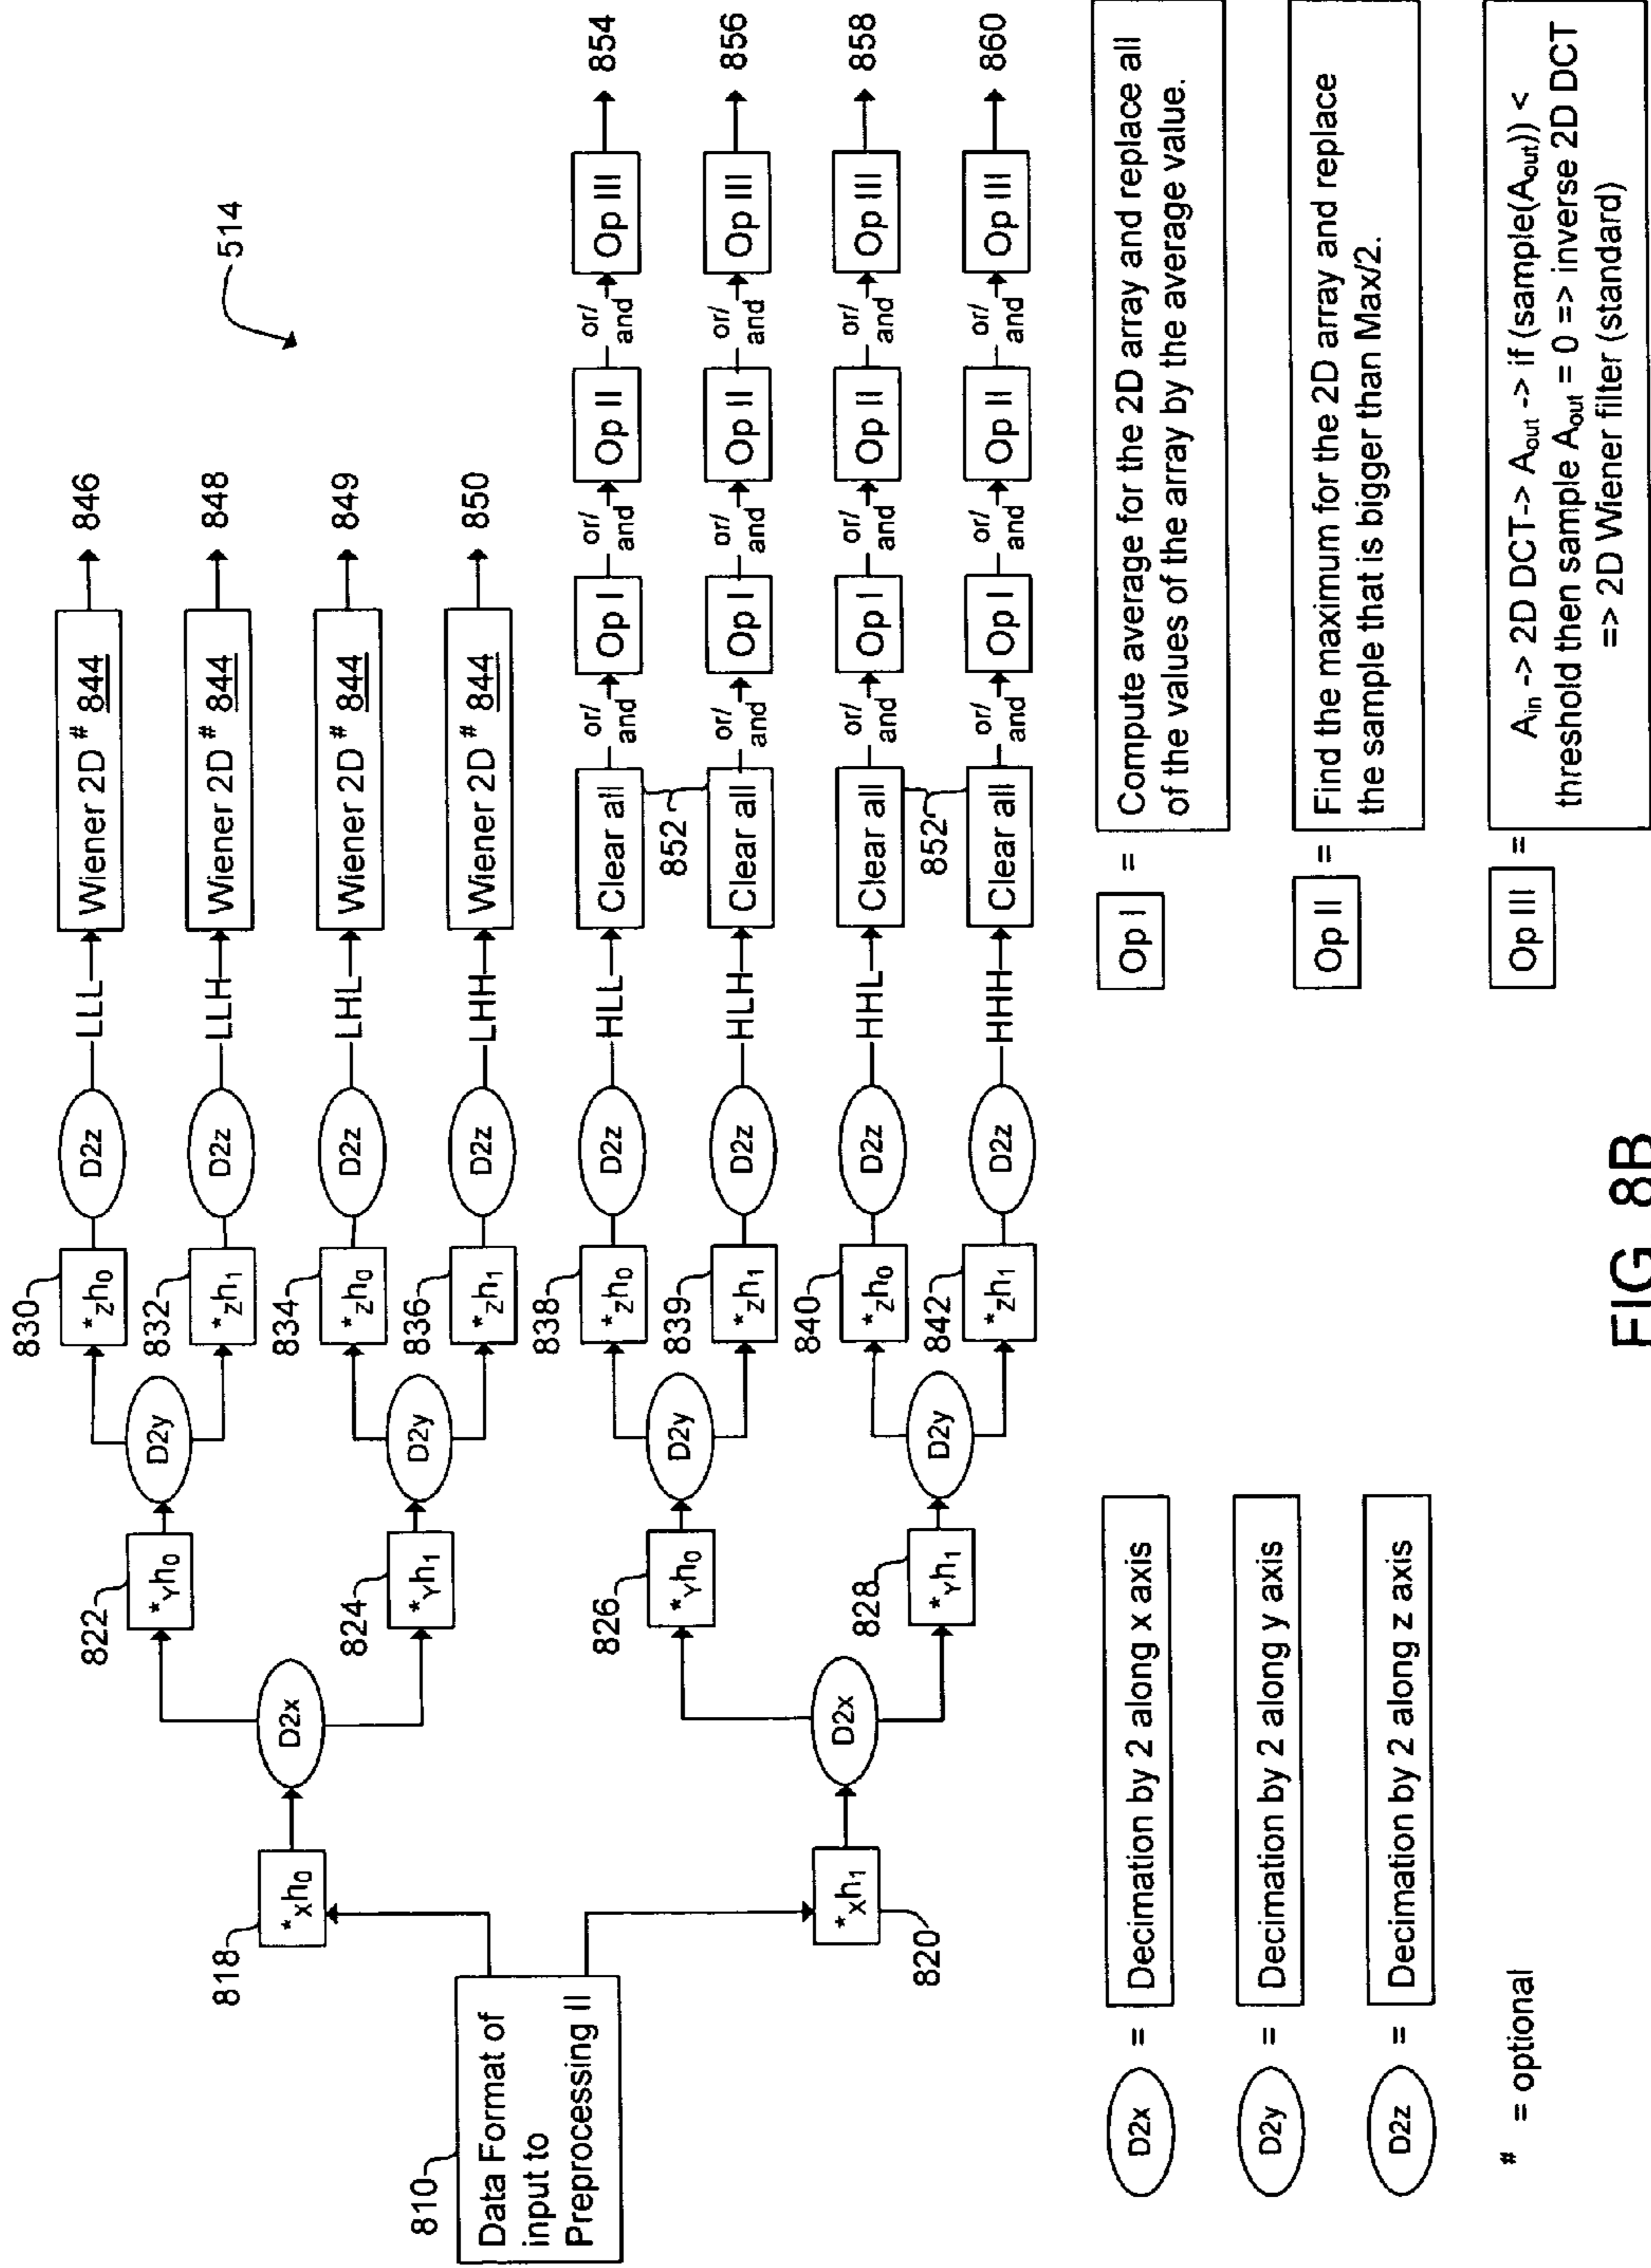 514
810
Data Format of
input to
Preprocessing II
818
*xh0
820
*xh1
D2x
D2x
822
*Yh0
824
*Yh1
826
*Yh0
828
*Yh1
D2y
D2y
D2y
D2y
830
*zh0
832
*zh1
834
*zh0
836
*zh1
838
*zh0
839
*zh1
840
*zh0
842
*zh1
D2z
D2z
D2z
D2z
D2z
D2z
D2z
D2z
LLL
Wiener 2D # 844
846
LLH
Wiener 2D # 844
848
LHL
Wiener 2D # 844
849
LHH
Wiener 2D # 844
850
HLL
Clear all
or/
and
Op I
or/
and
Op II
or/
and
Op III
854
852
HLH
Clear all
or/
and
Op I
or/
and
Op II
or/
and
Op III
856
HHL
Clear all
or/
and
Op I
or/
and
Op II
or/
and
Op III
858
852
HHH
Clear all
or/
and
Op I
or/
and
Op II
or/
and
Op III
860
D2x = Decimation by 2 along x axis
D2y = Decimation by 2 along y axis
D2z = Decimation by 2 along z axis
# = optional
Op I = Compute average for the 2D array and replace all
of the values of the array by the average value.
Op II = Find the maximum for the 2D array and replace
the sample that is bigger than Max/2.
Op III = Ain -> 2D DCT-> Aout -> if (sample(Aout)) <
threshold then sample Aout = 0 => inverse 2D DCT
=> 2D Wiener filter (standard)
FIG 8B